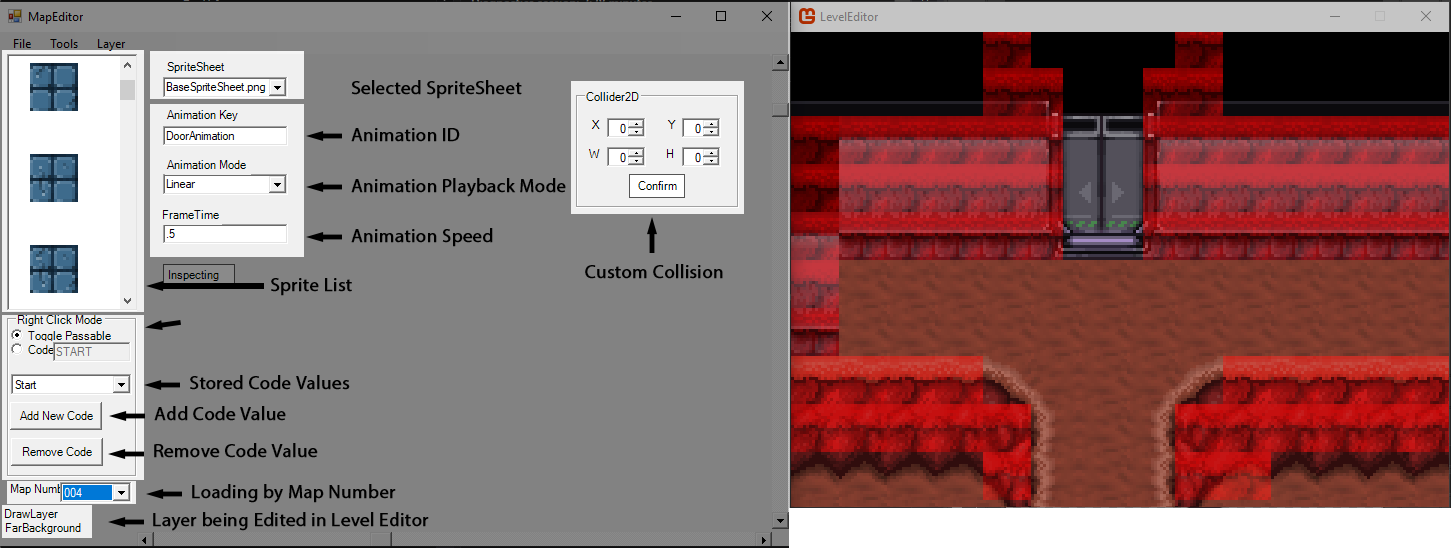 MapEditor
File Tools Layer
SpriteSheet
BaseSpriteSheet.png
Selected SpriteSheet
Animation Key
DoorAnimation
Animation ID
Animation Mode
Linear
Animation Playback Mode
FrameTime
.5
Animation Speed
Collider2D
X 0 Y 0
W 0 H 0
Confirm
Custom Collision
Inspecting
Sprite List
Right Click Mode
Toggle Passable
Code START
Start
Stored Code Values
Add New Code
Add Code Value
Remove Code
Remove Code Value
Map Numb 004
Loading by Map Number
DrawLayer
FarBackground
Layer being Edited in Level Editor
LevelEditor